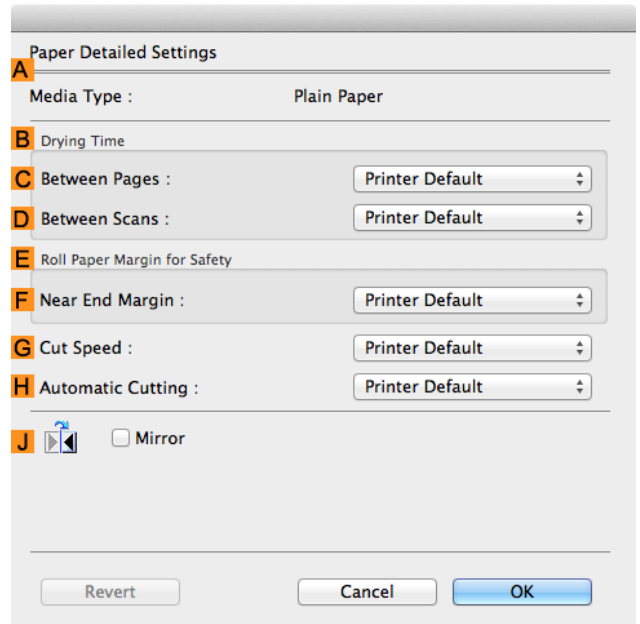 Paper Detailed Settings
A
Media Type : Plain Paper
B Drying Time
C Between Pages : Printer Default
D Between Scans : Printer Default
E Roll Paper Margin for Safety
F Near End Margin : Printer Default
G Cut Speed : Printer Default
H Automatic Cutting : Printer Default
J Mirror
Revert Cancel OK